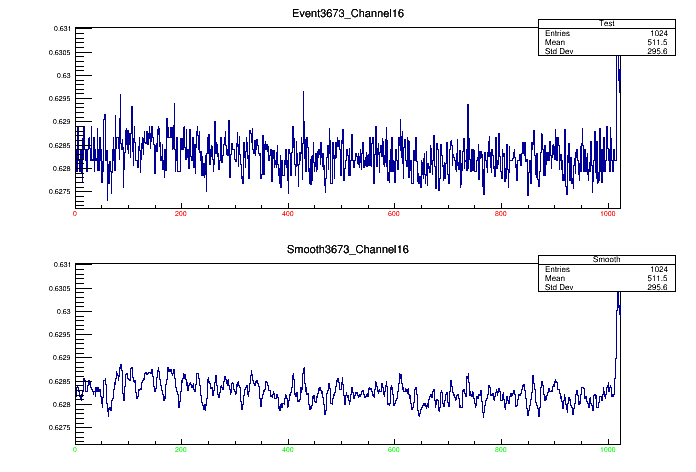 Event3673_Channel16
Test
Entries 1024
Mean 511.5
Std Dev 295.6
0.631
0.6305
0.63
0.6295
0.629
0.6285
0.628
0.6275
0 200 400 600 800 1000
Smooth3673_Channel16
Smooth
Entries 1024
Mean 511.5
Std Dev 295.6
0.631
0.6305
0.63
0.6295
0.629
0.6285
0.628
0.6275
0 200 400 600 800 1000